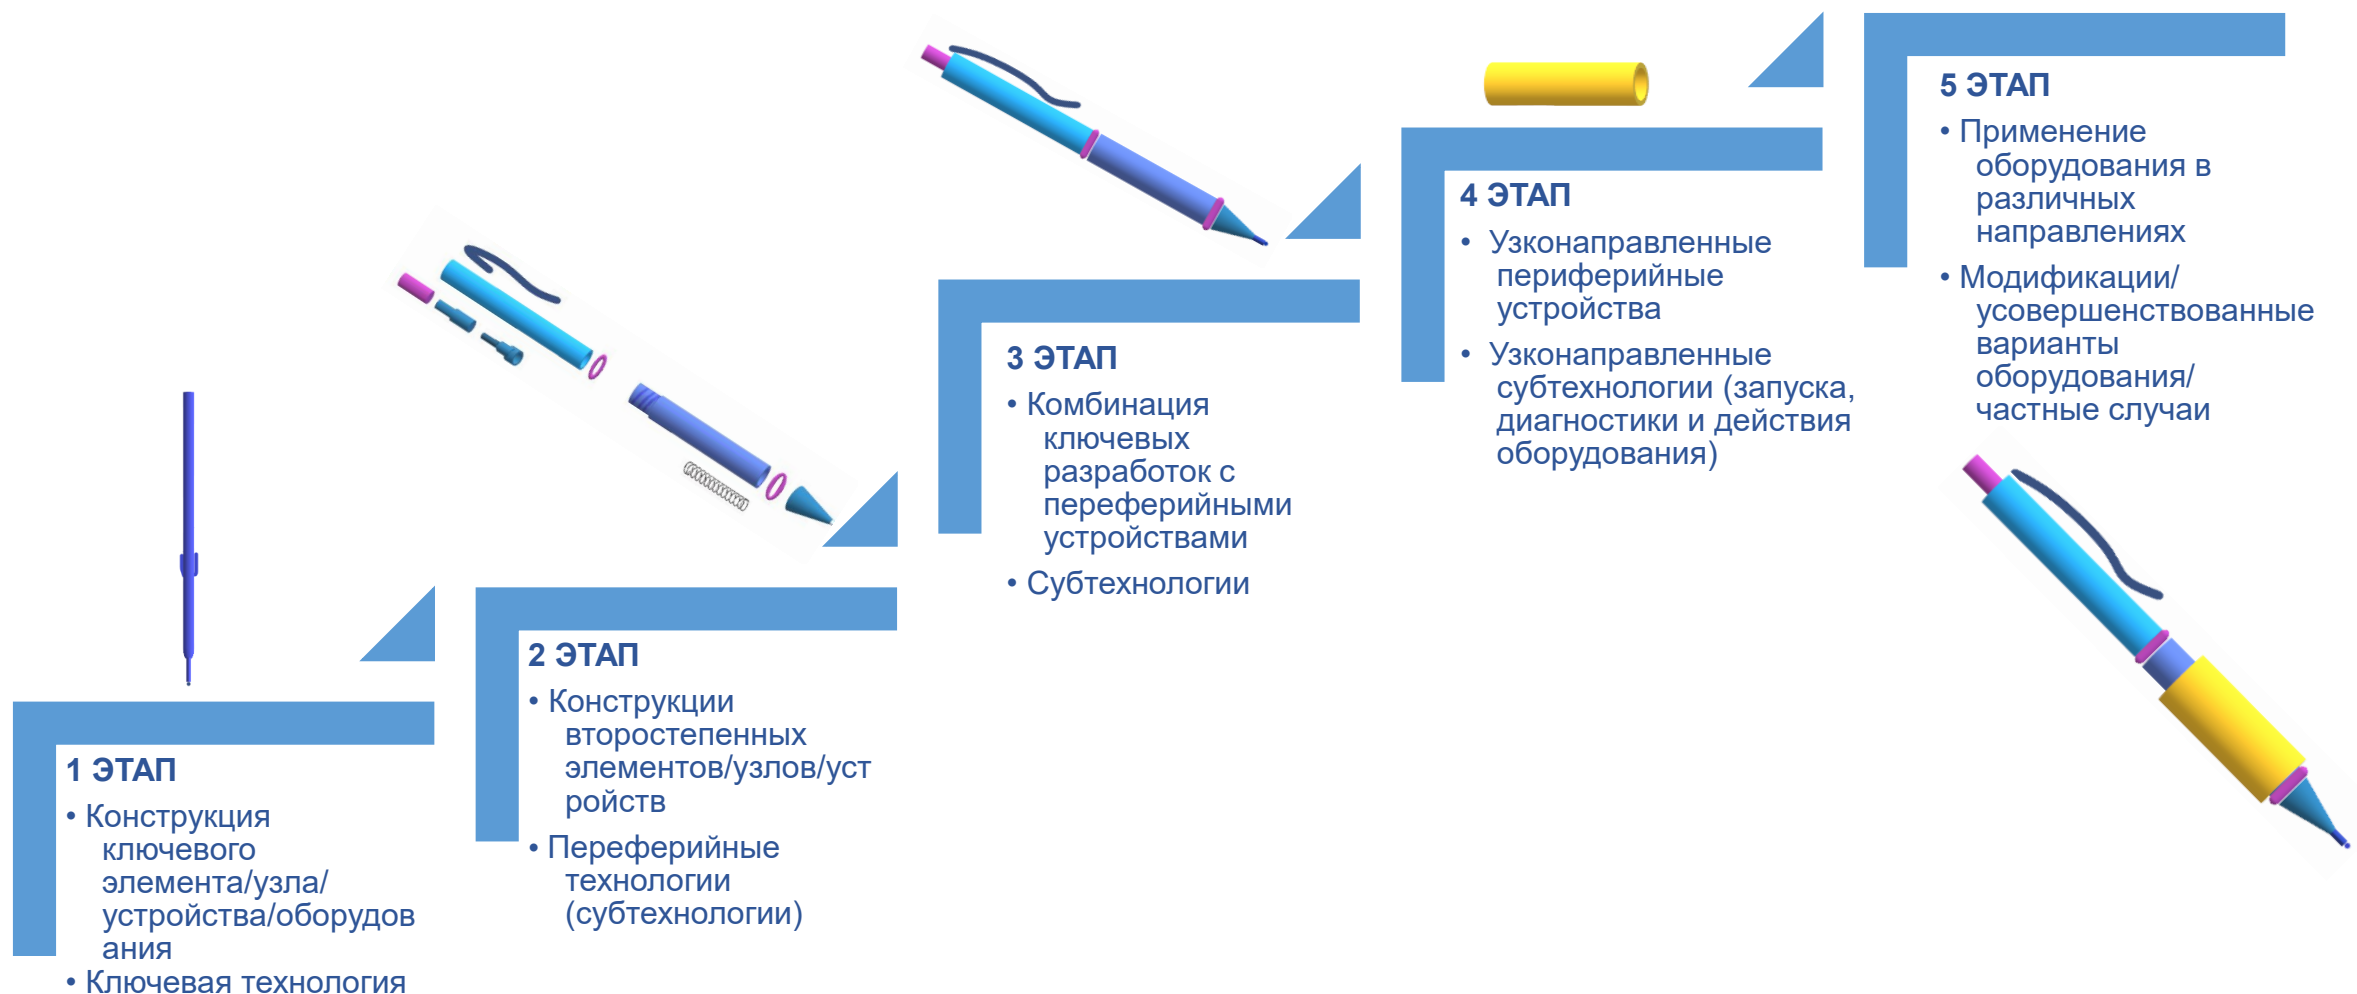 1 ЭТАП
• Конструкция
ключевого
элемента/узла/
устройства/оборудов
ания
• Ключевая технология
2 ЭТАП
• Конструкции
второстепенных
элементов/узлов/уст
ройств
• Переферийные
технологии
(субтехнологии)
3 ЭТАП
• Комбинация
ключевых
разработок с
переферийными
устройствами
• Субтехнологии
4 ЭТАП
• Узконаправленные
периферийные
устройства
• Узконаправленные
субтехнологии (запуска,
диагностики и действия
оборудования)
5 ЭТАП
• Применение
оборудования в
различных
направлениях
• Модификации/
усовершенствованные
варианты
оборудования/
частные случаи